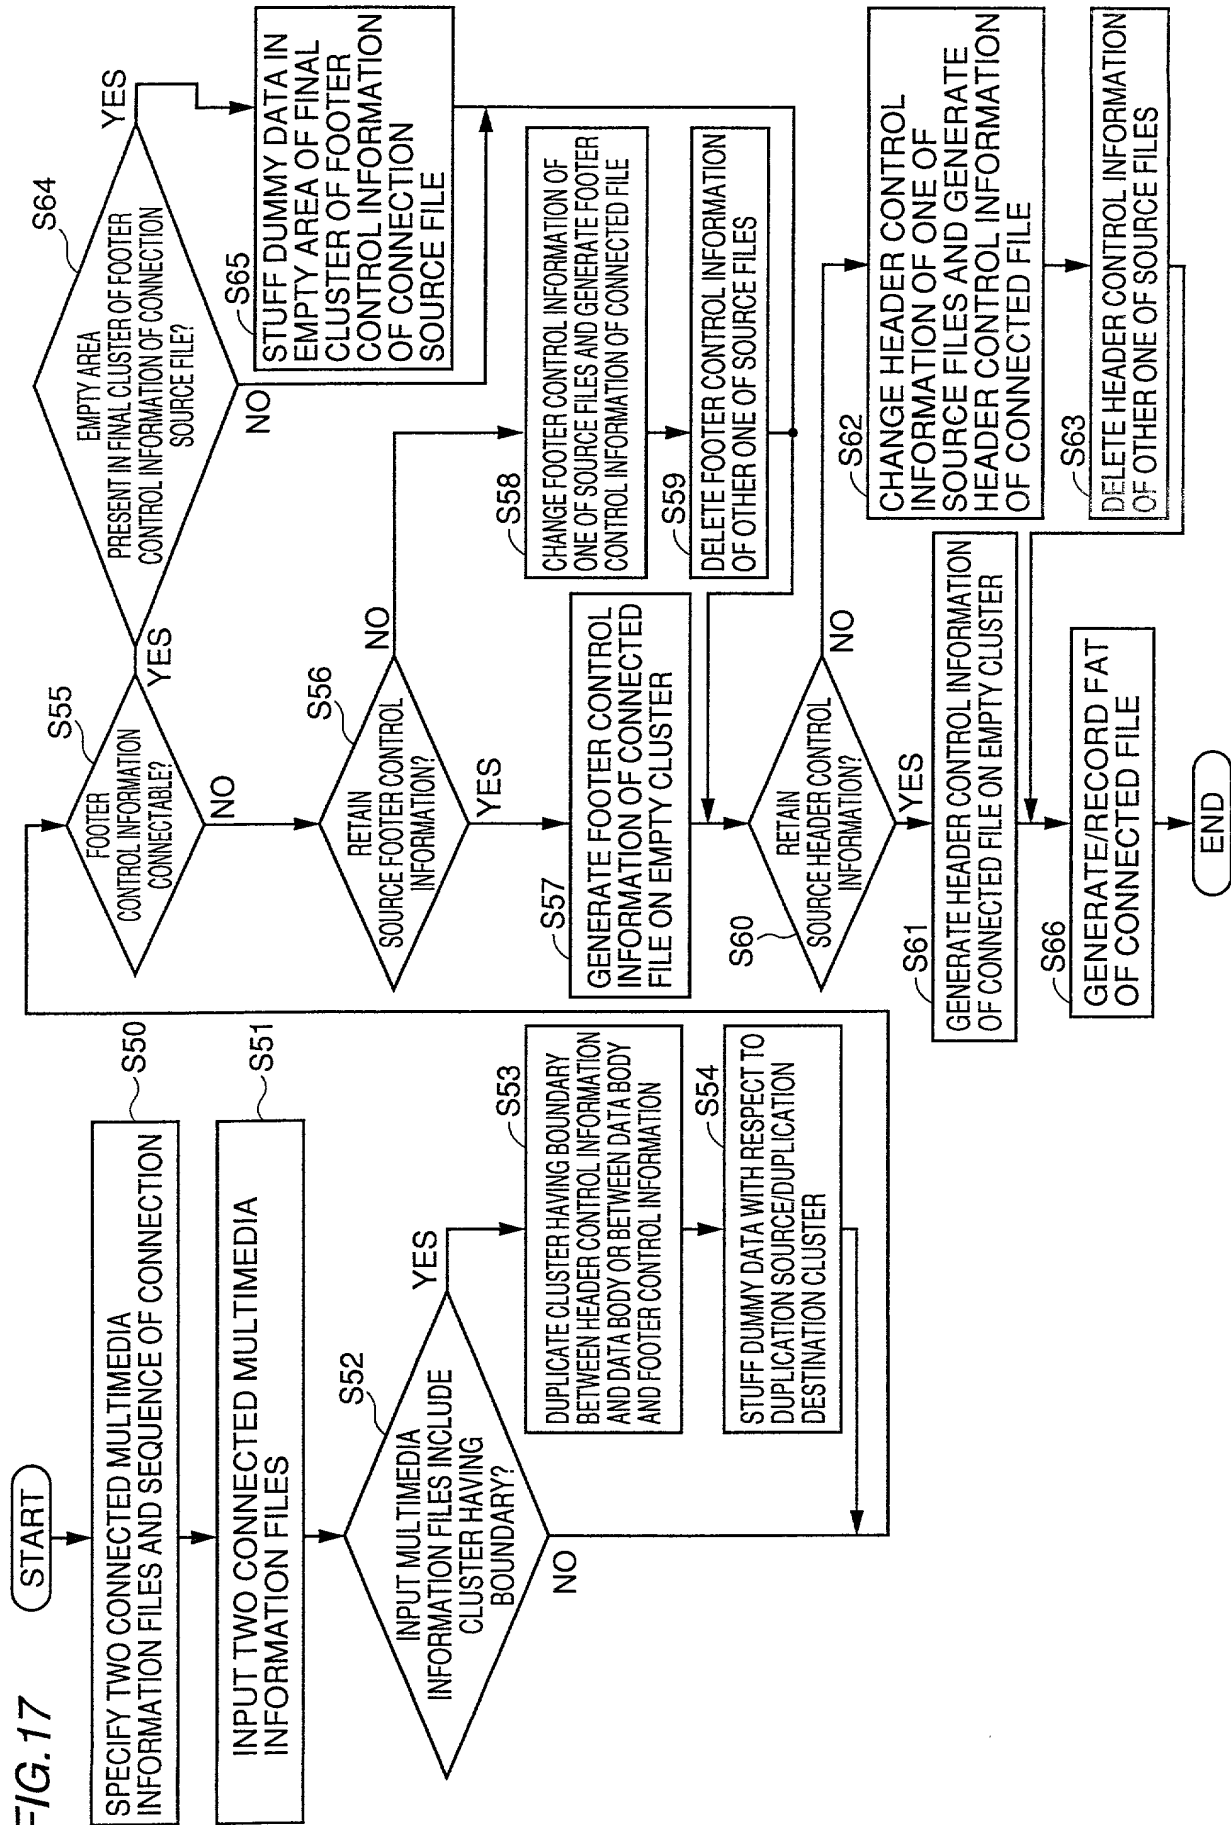 FIG.17
START
SPECIFY TWO CONNECTED MULTIMEDIA
INFORMATION FILES AND SEQUENCE OF CONNECTION
S50
INPUT TWO CONNECTED MULTIMEDIA
INFORMATION FILES
S51
INPUT MULTIMEDIA
INFORMATION FILES INCLUDE
CLUSTER HAVING
BOUNDARY?
S52
YES
NO
S53
DUPLICATE CLUSTER HAVING BOUNDARY
BETWEEN HEADER CONTROL INFORMATION
AND DATA BODY OR BETWEEN DATA BODY
AND FOOTER CONTROL INFORMATION
S54
STUFF DUMMY DATA WITH RESPECT TO
DUPLICATION SOURCE/DUPLICATION
DESTINATION CLUSTER
S55
FOOTER
CONTROL INFORMATION
CONNECTABLE?
YES
NO
S64
EMPTY AREA
PRESENT IN FINAL CLUSTER OF FOOTER
CONTROL INFORMATION OF CONNECTION
SOURCE FILE?
YES
NO
S65
STUFF DUMMY DATA IN
EMPTY AREA OF FINAL
CLUSTER OF FOOTER
CONTROL INFORMATION
OF CONNECTION
SOURCE FILE
S56
RETAIN
SOURCE FOOTER CONTROL
INFORMATION?
NO
YES
S58
CHANGE FOOTER CONTROL INFORMATION OF
ONE OF SOURCE FILES AND GENERATE FOOTER
CONTROL INFORMATION OF CONNECTED FILE
S59
DELETE FOOTER CONTROL INFORMATION
OF OTHER ONE OF SOURCE FILES
S57
GENERATE FOOTER CONTROL
INFORMATION OF CONNECTED
FILE ON EMPTY CLUSTER
S60
RETAIN
SOURCE HEADER CONTROL
INFORMATION?
NO
YES
S62
CHANGE HEADER CONTROL
INFORMATION OF ONE OF
SOURCE FILES AND GENERATE
HEADER CONTROL INFORMATION
OF CONNECTED FILE
S63
DELETE HEADER CONTROL INFORMATION
OF OTHER ONE OF SOURCE FILES
S61
GENERATE HEADER CONTROL INFORMATION
OF CONNECTED FILE ON EMPTY CLUSTER
S66
GENERATE/RECORD FAT
OF CONNECTED FILE
END